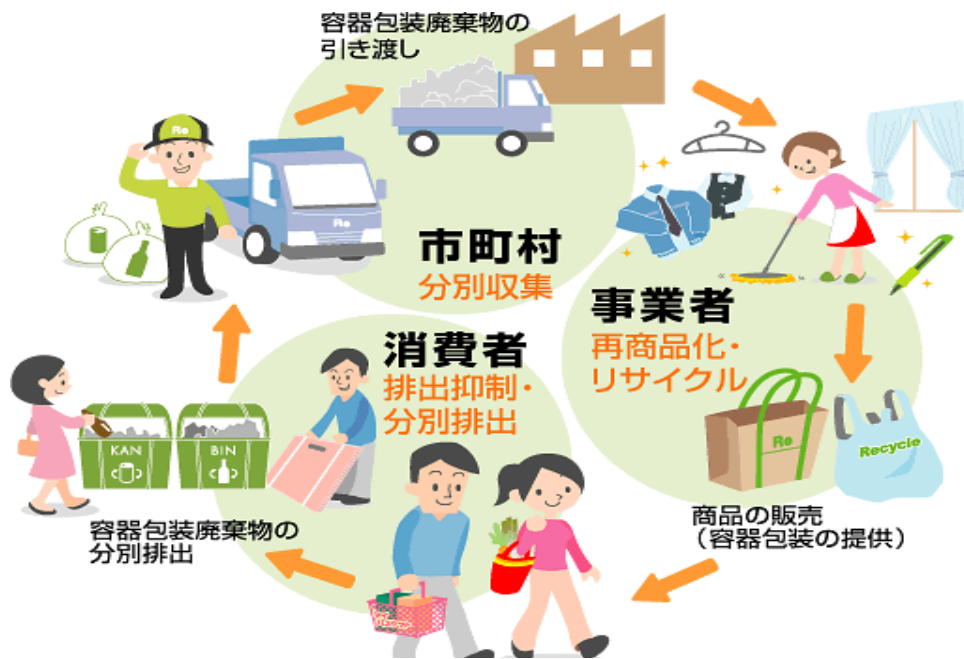 容器包装廃棄物の
引き渡し
Re
Re
市町村
分別収集
事業者
再商品化・
リサイクル
消費者
排出抑制・
分別排出
KAN
BIN
Re
Recycle
容器包装廃棄物の
分別排出
商品の販売
(容器包装の提供)